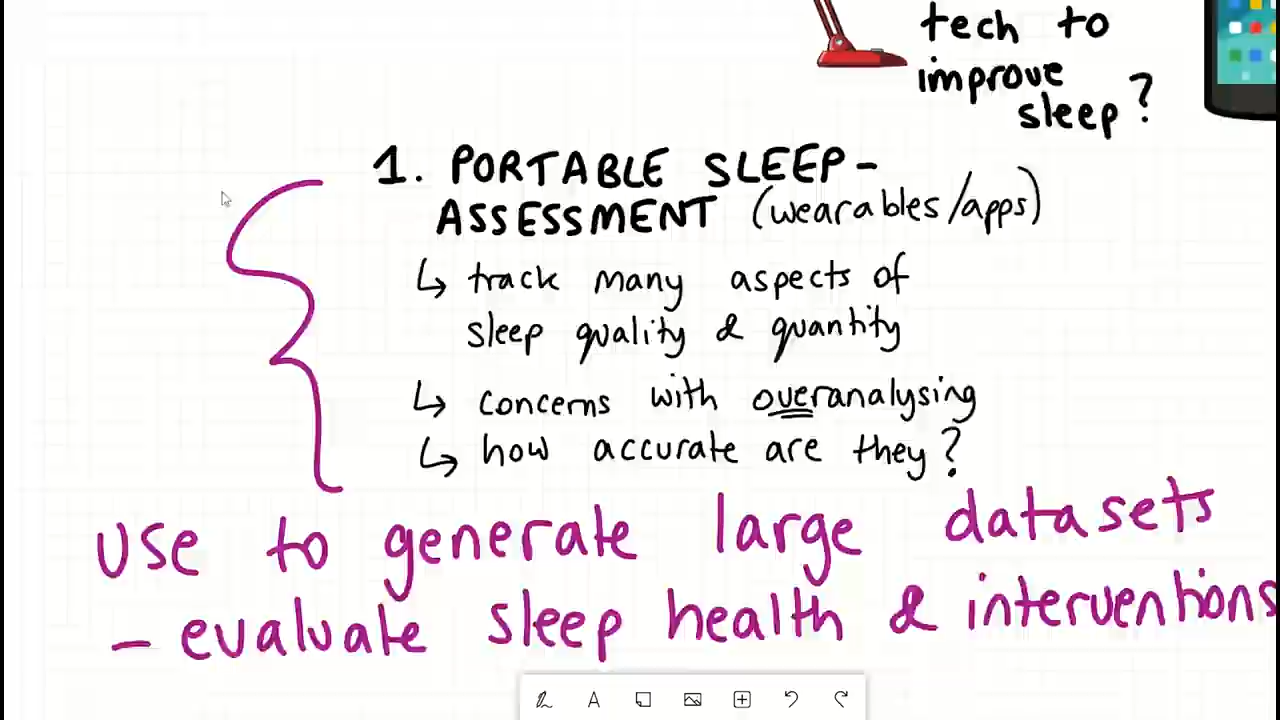 tech to
improve
sleep?
1. PORTABLE SLEEP-
ASSESSMENT (wearables/apps)
↳ track many aspects of
sleep quality & quantity
↳ concerns with overanalysing
↳ how accurate are they?
use to generate large datasets
- evaluate sleep health & interventions
A